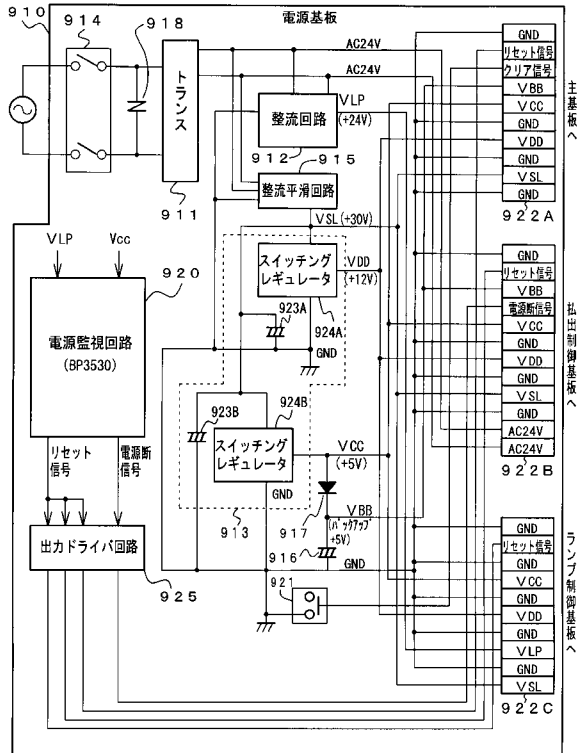 電源基板
910
914
918
トランス
911
AC24V
AC24V
整流回路
912
VLP
(+24V)
915
整流平滑回路
VSL(+30V)
スイッチング
レギュレータ
VDD
(+12V)
923A
924A
GND
923B
924B
スイッチング
レギュレータ
VCC
(+5V)
GND
917
VBB
(バックアップ
+5V)
913
916
GND
921
VLP
Vcc
920
電源監視回路
(BP3530)
リセット
信号
電源断
信号
出力ドライバ回路
925
GND
リセット信号
クリア信号
VBB
VCC
GND
VDD
GND
VSL
GND
922A
主基板へ
GND
リセット信号
VBB
電源断信号
VCC
GND
VDD
GND
VSL
GND
AC24V
AC24V
922B
払出制御基板へ
GND
リセット信号
GND
VCC
GND
VDD
GND
VLP
GND
VSL
922C
ランプ制御基板へ